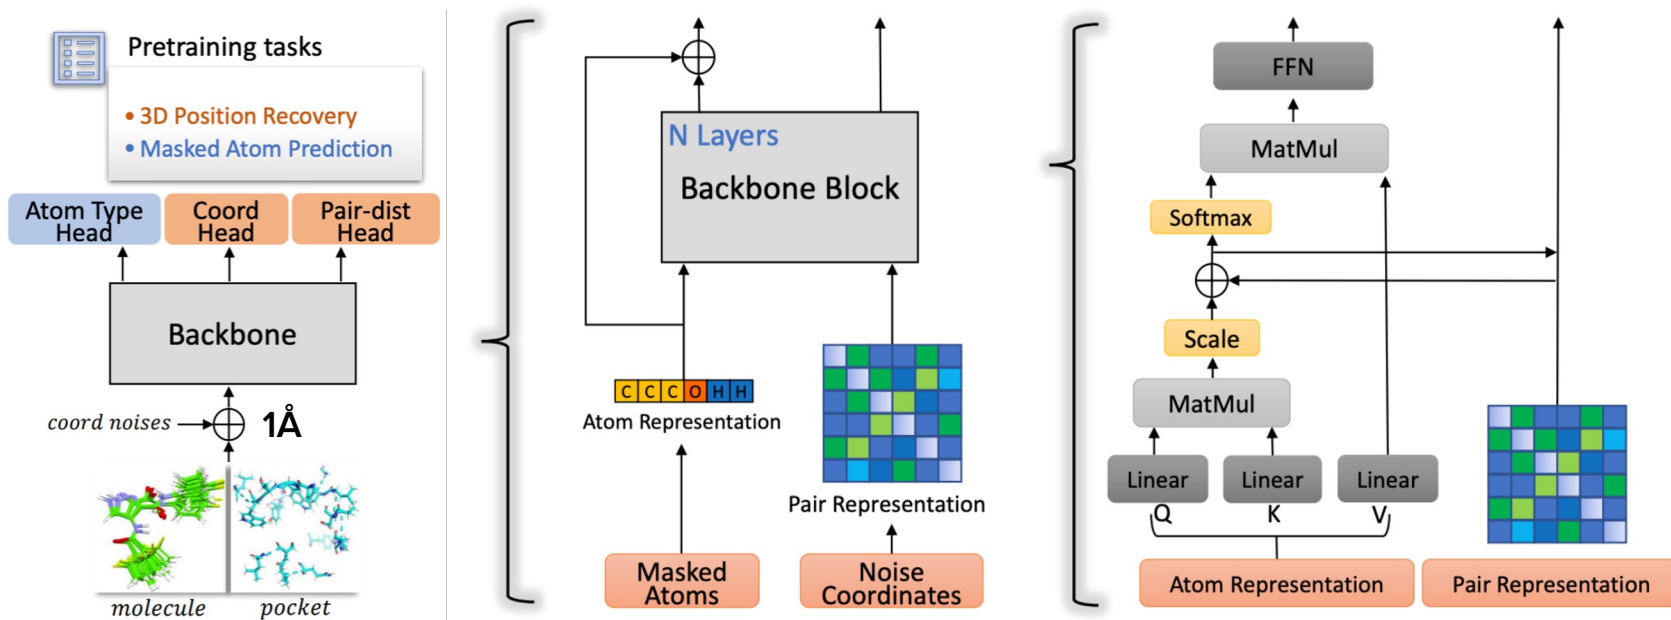 Pretraining tasks
• 3D Position Recovery
• Masked Atom Prediction
Atom Type
Head
Coord
Head
Pair-dist
Head
Backbone
coord noises
1Å
molecule
pocket
N Layers
Backbone Block
C C C O H H
Atom Representation
Pair Representation
Masked
Atoms
Noise
Coordinates
FFN
MatMul
Softmax
Scale
MatMul
Linear
Linear
Linear
Q
K
V
Atom Representation
Pair Representation